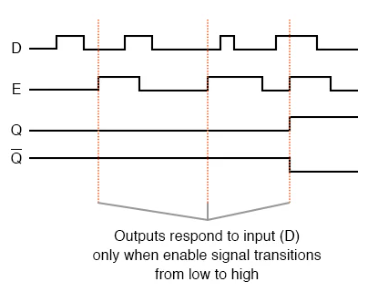 D
E
Q
Q̅
Outputs respond to input (D)
only when enable signal transitions
from low to high